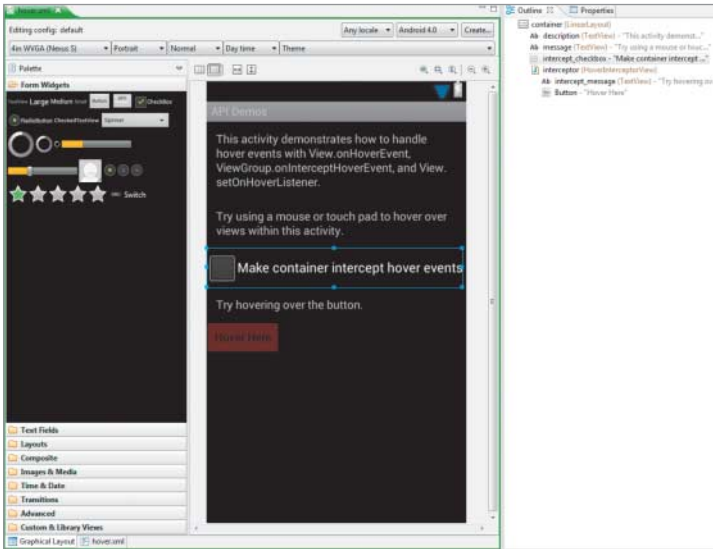 hover.xml
Outline
Properties
Editing config: default
Any locale
Android 4.0
Create...
4in WVGA (Nexus S)
Portrait
Normal
Day time
Theme
container (LinearLayout)
Ab description (TextView) - "This activity demonst..."
Ab message (TextView) - "Try using a mouse or touc..."
intercept_checkbox - "Make container intercept ...
interceptor (HoverInterceptorView)
Ab intercept_message (TextView) - "Try hovering ov
Button - "Hover Here"
Palette
Form Widgets
Large Medium
Button
CheckBox
RadioButton CheckedTextView Spinner
Switch
API Demos
This activity demonstrates how to handle
hover events with View.onHoverEvent,
ViewGroup.onInterceptHoverEvent, and View.
setOnHoverListener.
Try using a mouse or touch pad to hover over
views within this activity.
Make container intercept hover events
Try hovering over the button.
Hover Here
Text Fields
Layouts
Composite
Images & Media
Time & Date
Transitions
Advanced
Custom & Library Views
Graphical Layout
hover.xml